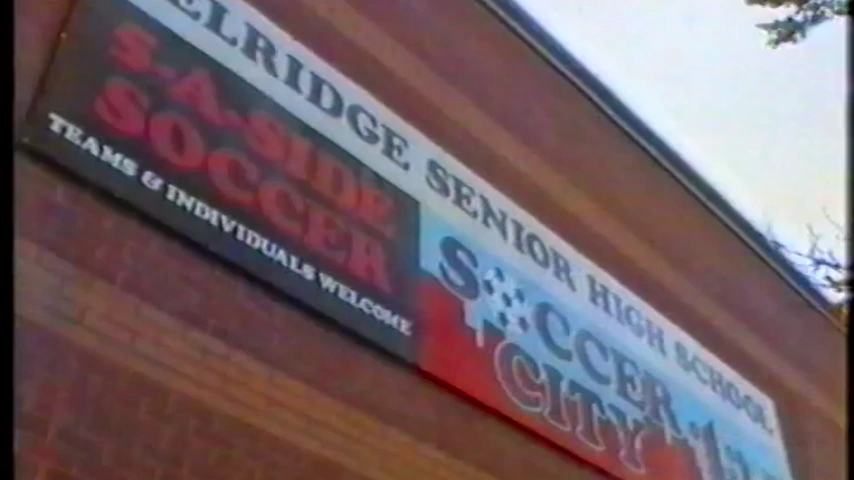 ELRIDGE SENIOR HIGH SCHOOL
5-A-SIDE
SOCCER
TEAMS & INDIVIDUALS WELCOME
SOCCER
CITY